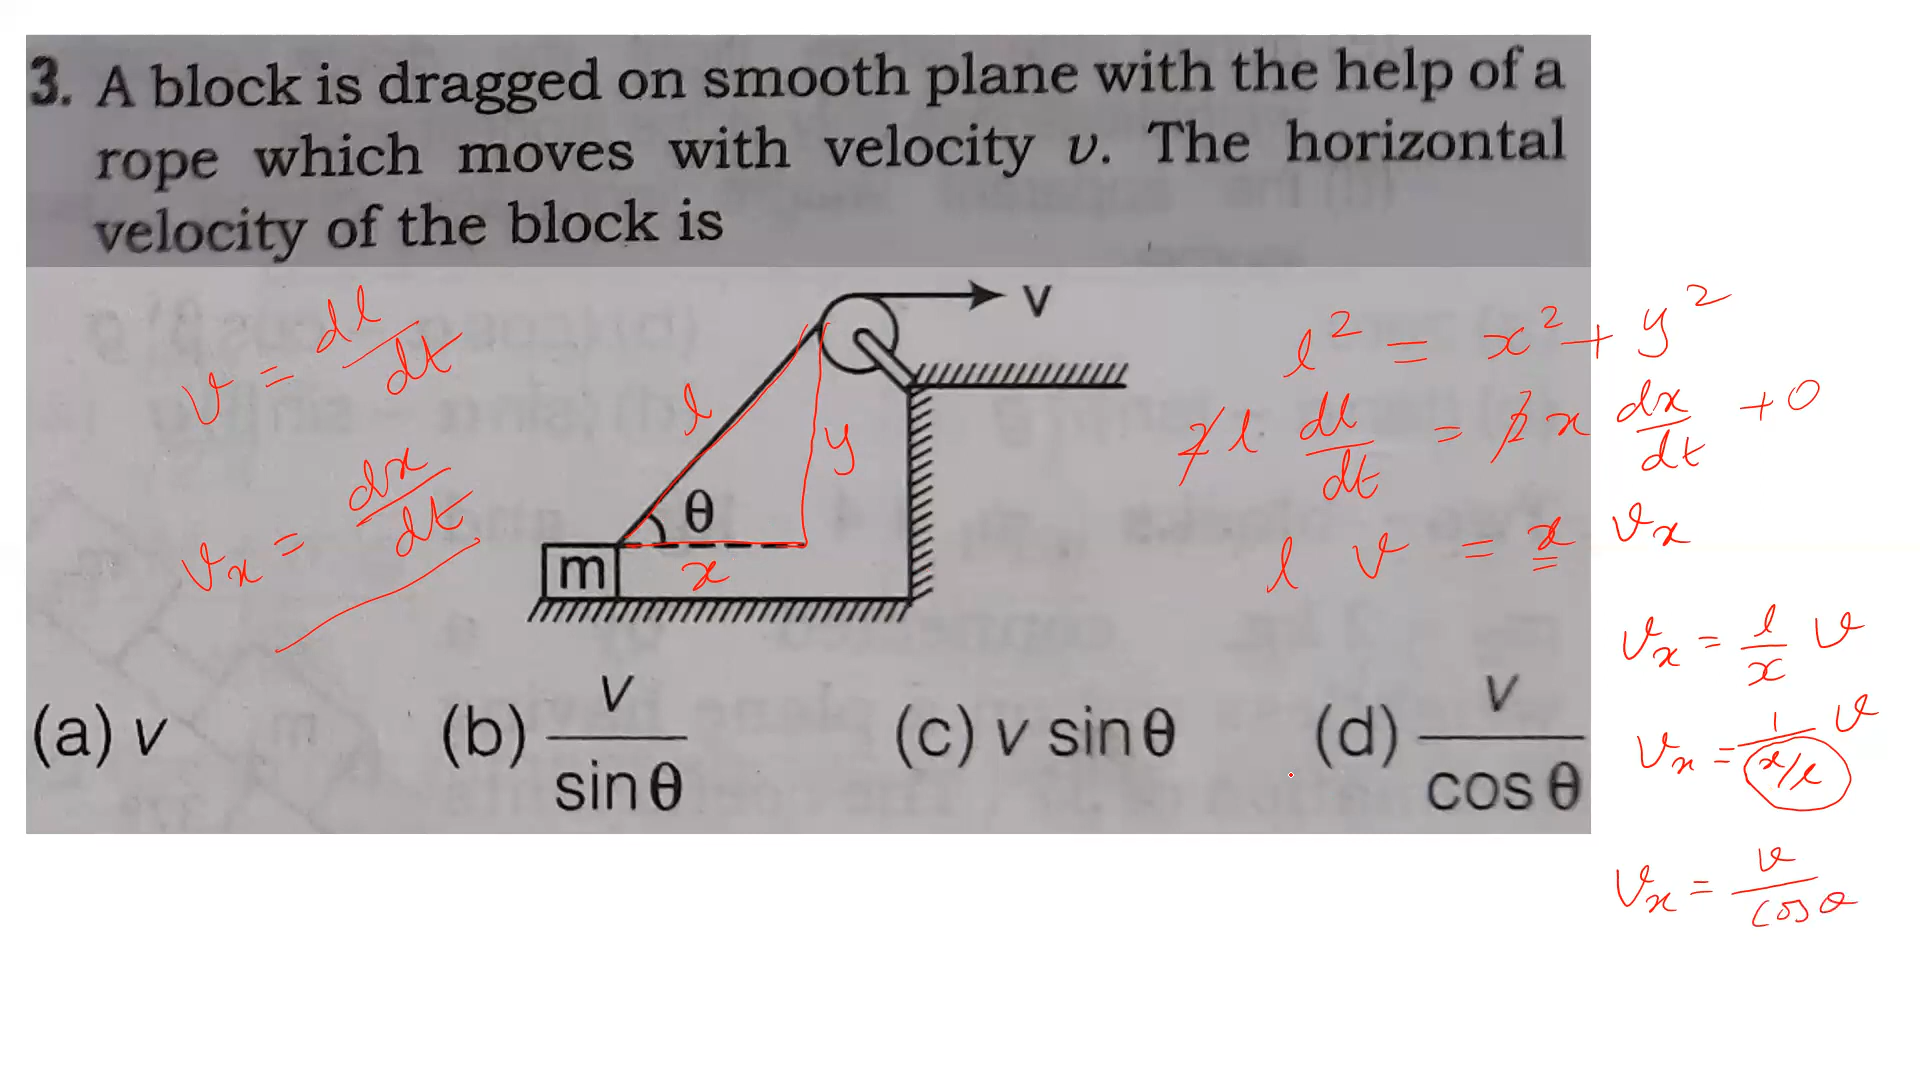 3. A block is dragged on smooth plane with the help of a
rope which moves with velocity v. The horizontal
velocity of the block is
v = dl/dt
vₓ = dx/dt
V
l
y
θ
x
m
l² = x² + y²
2l dl/dt = 2x dx/dt + 0
l v = x vₓ
vₓ = l/x v
vₓ = 1/(x/l) v
vₓ = v/cosθ
(a) v (b) v/sinθ (c) v sinθ (d) v/cosθ